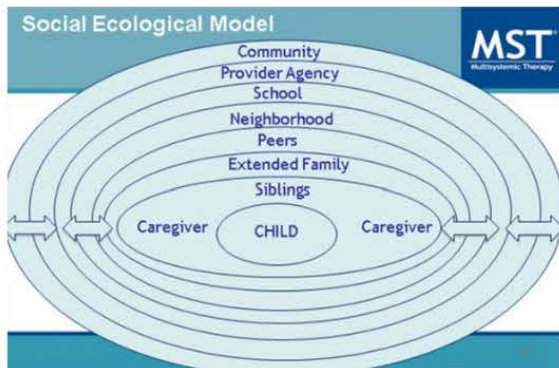 Social Ecological Model
MST
Multisystemic Therapy
Community
Provider Agency
School
Neighborhood
Peers
Extended Family
Siblings
Caregiver
CHILD
Caregiver